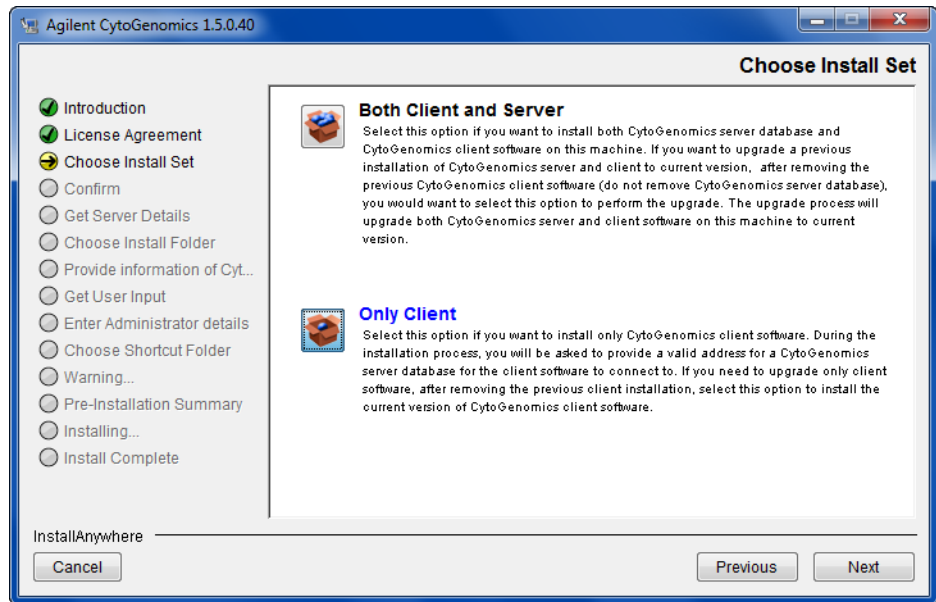 Agilent CytoGenomics 1.5.0.40
Choose Install Set
Introduction
License Agreement
Choose Install Set
Confirm
Get Server Details
Choose Install Folder
Provide information of Cyt...
Get User Input
Enter Administrator details
Choose Shortcut Folder
Warning...
Pre-Installation Summary
Installing...
Install Complete
Both Client and Server
Select this option if you want to install both CytoGenomics server database and
CytoGenomics client software on this machine. If you want to upgrade a previous
installation of CytoGenomics server and client to current version, after removing the
previous CytoGenomics client software (do not remove CytoGenomics server database),
you would want to select this option to perform the upgrade. The upgrade process will
upgrade both CytoGenomics server and client software on this machine to current
version.
Only Client
Select this option if you want to install only CytoGenomics client software. During the
installation process, you will be asked to provide a valid address for a CytoGenomics
server database for the client software to connect to. If you need to upgrade only client
software, after removing the previous client installation, select this option to install the
current version of CytoGenomics client software.
InstallAnywhere
Cancel
Previous
Next